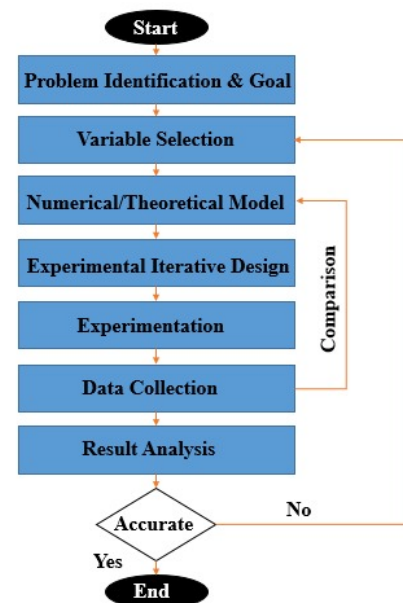 Start
Problem Identification & Goal
Variable Selection
Numerical/Theoretical Model
Experimental Iterative Design
Experimentation
Comparison
Data Collection
Result Analysis
Accurate
No
Yes
End